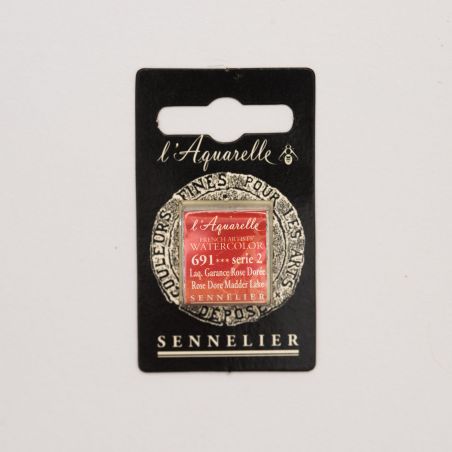 l'Aquarelle
COULEURS FINES POUR LES ARTS
l'Aquarelle
FRENCH ARTISTS'
WATERCOLOR
691*** serie 2
Laq. Garance Rose Dorée
Rose Dore Madder Lake
SENNELIER
DEPOSE
SENNELIER